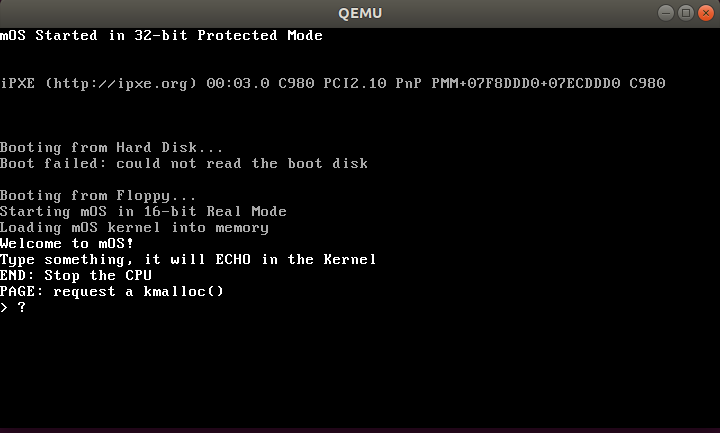 QEMU
mOS Started in 32-bit Protected Mode
iPXE (http://ipxe.org) 00:03.0 C980 PCI2.10 PnP PMM+07F8DDD0+07ECDDD0 C980
Booting from Hard Disk...
Boot failed: could not read the boot disk
Booting from Floppy...
Starting mOS in 16-bit Real Mode
Loading mOS kernel into memory
Welcome to mOS!
Type something, it will ECHO in the Kernel
END: Stop the CPU
PAGE: request a kmalloc()
> ?